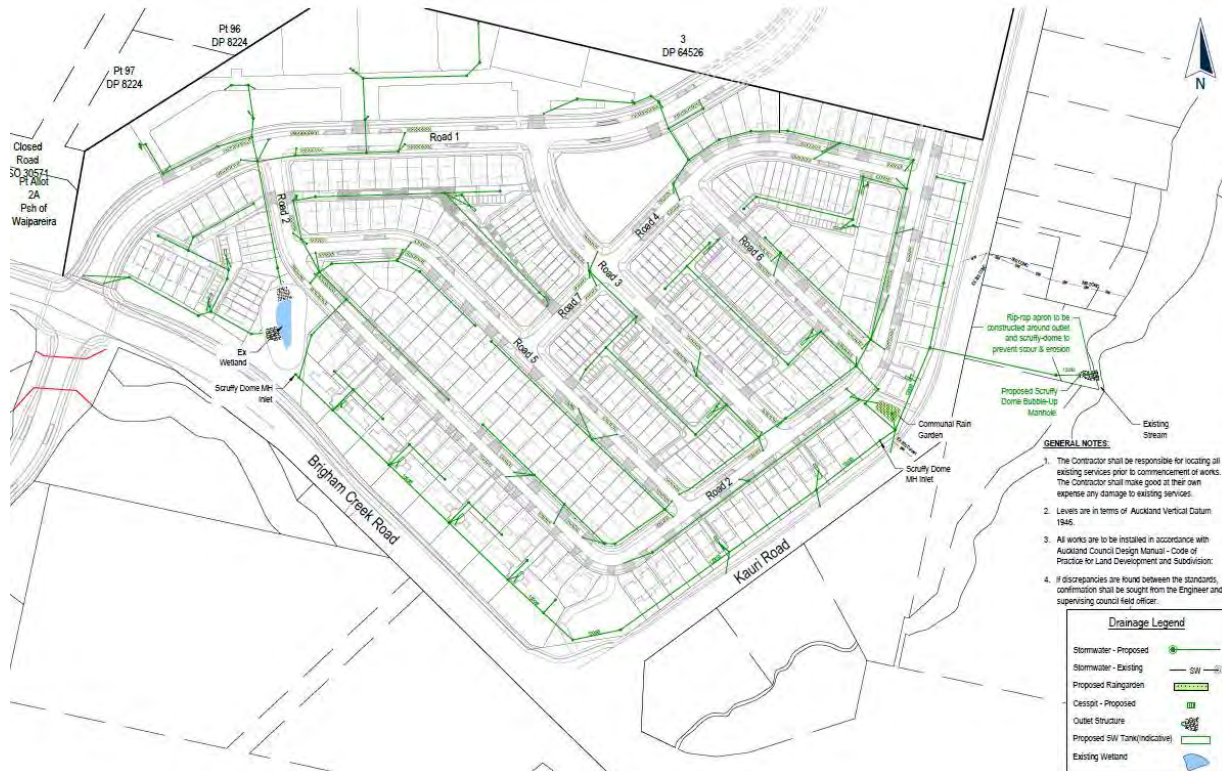 Pt 96
DP 8224
3
DP 64526
Pt 97
DP 8224
N
Closed
Road
SO 30571
Pt Allot
2A
Psh of
Waipareira
Road 1
Road 2
Road 4
Road 3
Road 6
Road 7
Road 5
Ex
Wetland
Scruffy Dome MH
Inlet
Rip-rap apron to be
constructed around outlet
and scruffy-dome to
prevent scour & erosion
Proposed Scruffy
Dome Bubble-Up
Manhole
Existing
Stream
Communal Rain
Garden
Scruffy Dome
MH Inlet
Road 2
Brigham Creek Road
Kauri Road
GENERAL NOTES:
1. The Contractor shall be responsible for locating all
existing services prior to commencement of works.
The Contractor shall make good at their own
expense any damage to existing services.
2. Levels are in terms of Auckland Vertical Datum
1946.
3. All works are to be installed in accordance with
Auckland Council Design Manual - Code of
Practice for Land Development and Subdivision:
4. If discrepancies are found between the standards,
confirmation shall be sought from the Engineer and
supervising council field officer.
Drainage Legend
Stormwater - Proposed
Stormwater - Existing
SW
Proposed Raingarden
Cesspit - Proposed
Outlet Structure
Proposed SW Tank(Indicative)
Existing Wetland